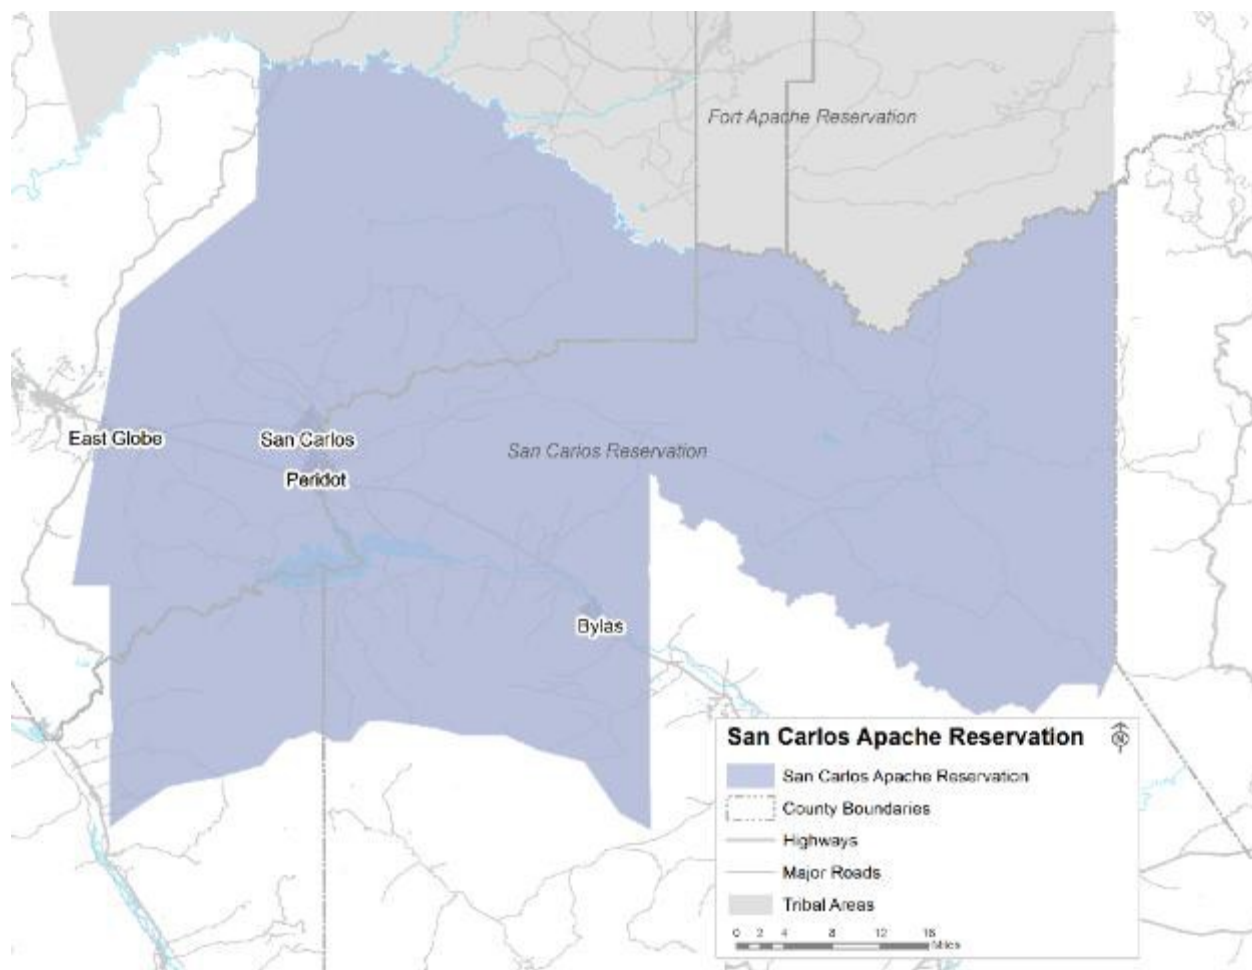 Fort Apache Reservation
East Globe
San Carlos
San Carlos Reservation
Peridot
Bylas
San Carlos Apache Reservation
N
San Carlos Apache Reservation
County Boundaries
Highways
Major Roads
Tribal Areas
0 2 4 8 12 16
Miles